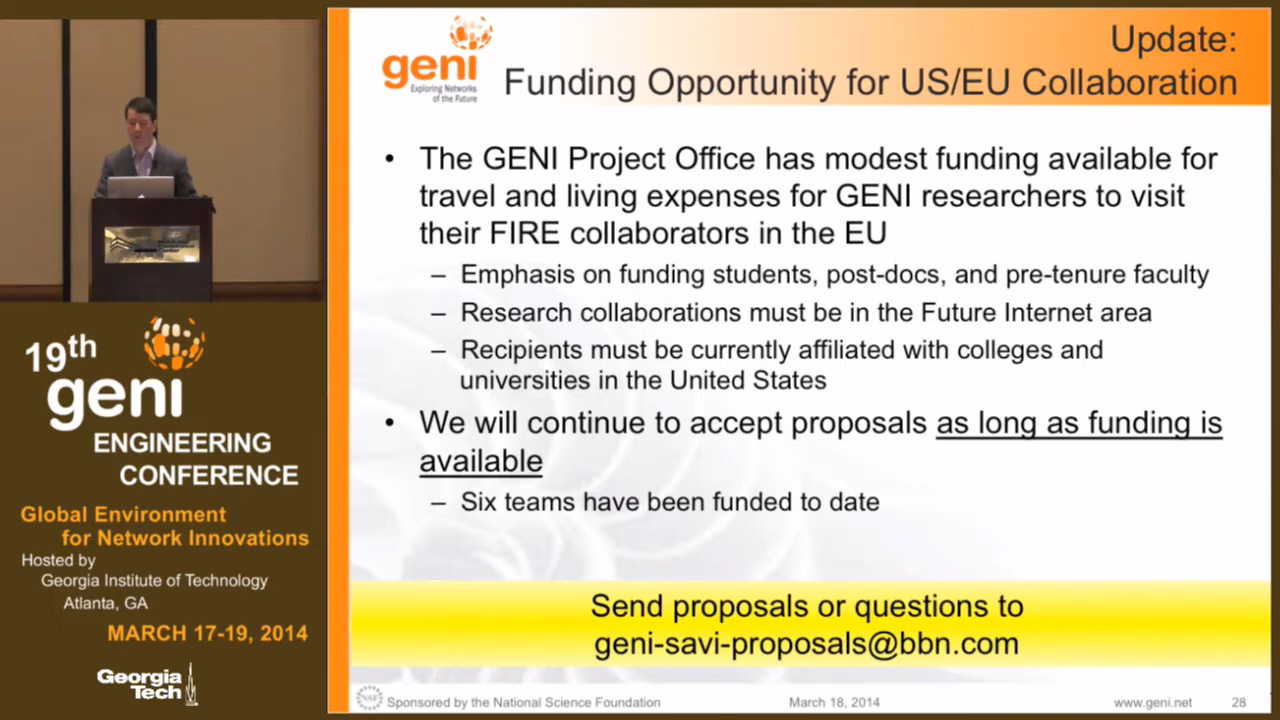 19th
geni
ENGINEERING
CONFERENCE
Global Environment
for Network Innovations
Hosted by
Georgia Institute of Technology
Atlanta, GA
MARCH 17-19, 2014
Georgia
Tech
geni
Exploring Networks
of the Future
Update:
Funding Opportunity for US/EU Collaboration
• The GENI Project Office has modest funding available for
travel and living expenses for GENI researchers to visit
their FIRE collaborators in the EU
– Emphasis on funding students, post-docs, and pre-tenure faculty
– Research collaborations must be in the Future Internet area
– Recipients must be currently affiliated with colleges and
universities in the United States
• We will continue to accept proposals as long as funding is
available
– Six teams have been funded to date
Send proposals or questions to
geni-savi-proposals@bbn.com
Sponsored by the National Science Foundation
March 18, 2014
www.geni.net
28